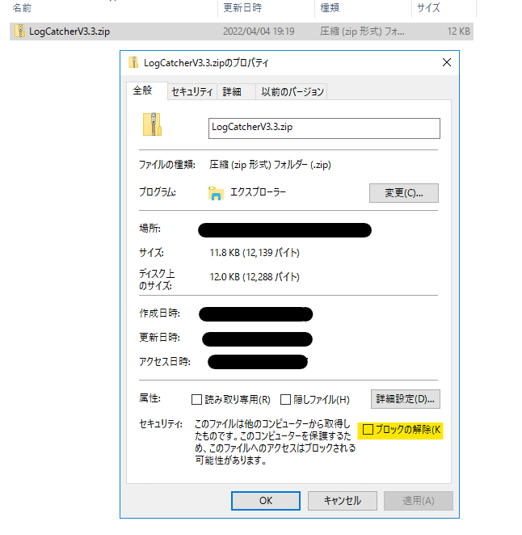 名前 更新日時 種類 サイズ
LogCatcherV3.3.zip 2022/04/04 19:19 圧縮 (zip 形式) フォ... 12 KB
LogCatcherV3.3.zipのプロパティ
全般 セキュリティ 詳細 以前のバージョン
LogCatcherV3.3.zip
ファイルの種類: 圧縮 (zip 形式) フォルダー (.zip)
プログラム: エクスプローラー 変更(C)...
場所:
サイズ: 11.8 KB (12,139 バイト)
ディスク上
のサイズ: 12.0 KB (12,288 バイト)
作成日時:
更新日時:
アクセス日時:
属性: 読み取り専用(R) 隠しファイル(H) 詳細設定(D)...
セキュリティ: このファイルは他のコンピューターから取得し
たものです。このコンピューターを保護するた
め、このファイルへのアクセスはブロックされる
可能性があります。
ブロックの解除(K
OK キャンセル 適用(A)